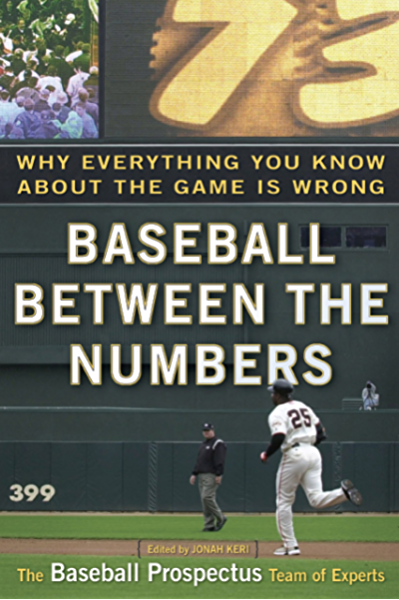 73
WHY EVERYTHING YOU KNOW
ABOUT THE GAME IS WRONG
BASEBALL
BETWEEN THE
NUMBERS
25
399
Edited by JONAH KERI
The Baseball Prospectus Team of Experts